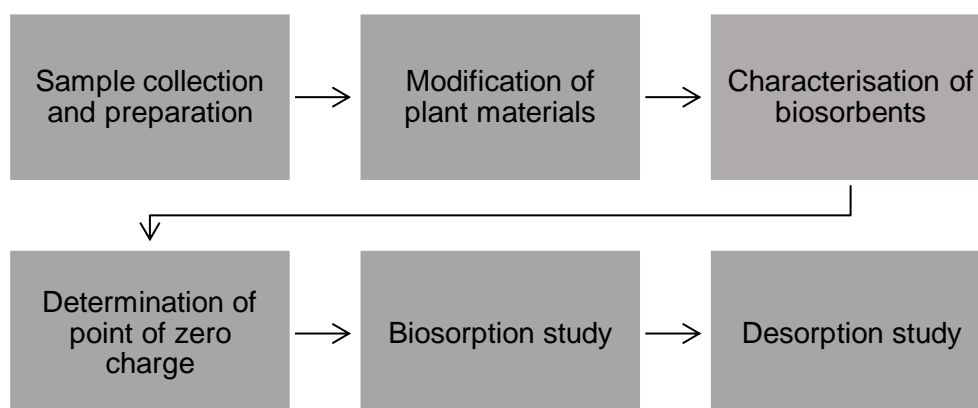 Sample collection
and preparation
Modification of
plant materials
Characterisation of
biosorbents
Determination of
point of zero
charge
Biosorption study
Desorption study